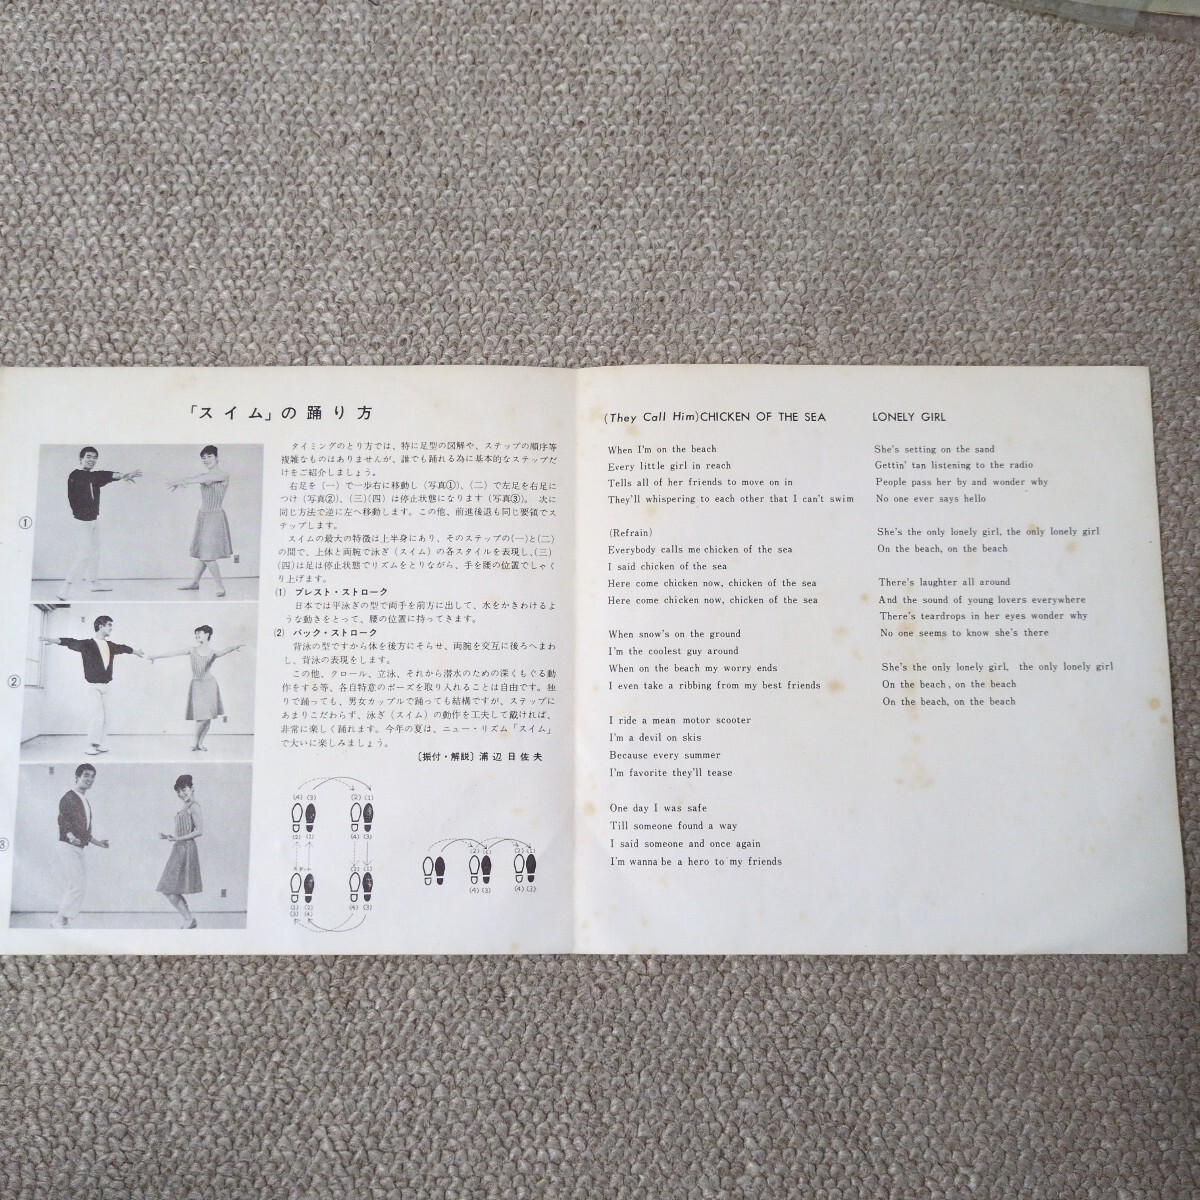 「スイム」の踊り方
タイミングのとり方では、特に足型の図解や、ステップの順序等
複雑なものはありませんが、誰でも踊れる為に基本的なステップだ
けをご紹介しましょう。
右足を(一)で一歩右に移動し(写真①)、(二)で左足を右足に
つけ(写真②)、(三)(四)は停止状態になります(写真③)。次に
同じ方法で逆に左へ移動します。この他、前進後退も同じ要領でス
テップします。
スイムの最大の特徴は上半身にあり、そのステップの(一)と(二)
の間で、上体と両腕で泳ぎ(スイム)の各スタイルを表現し、(三)
(四)は足は停止状態でリズムをとりながら、手を腰の位置でしゃく
り上げます。
(1) ブレスト・ストローク
日本では平泳ぎの型で両手を前方に出して、水をかきわけるよ
うな動きをとって、腰の位置に持ってきます。
(2) バック・ストローク
背泳の型ですから体を後方にそらせ、両腕を交互に後ろへまわ
し、背泳の表現をします。
この他、クロール、立泳、それから潜水のための深くもぐる動
作をする等、各自特意のポーズを取り入れることは自由です。独
りで踊っても、男女カップルで踊っても結構ですが、ステップに
あまりこだわらず、泳ぎ(スイム)の動作を工夫して戴ければ、
非常に楽しく踊れます。今年の夏は、ニュー・リズム「スイム」
で大いに楽しみましょう。
〔振付・解説〕浦辺日佐夫
①
②
③
(4) (3) (2) (1)
(2) (1) (4) (3)
スタート (2) (1)
(1) (2) (4) (3)
(3) (4)
(2) (1) (2) (1)
(4) (3) (4) (3)
(They Call Him)CHICKEN OF THE SEA
When I'm on the beach
Every little girl in reach
Tells all of her friends to move on in
They'll whispering to each other that I can't swim
(Refrain)
Everybody calls me chicken of the sea
I said chicken of the sea
Here come chicken now, chicken of the sea
Here come chicken now, chicken of the sea
When snow's on the ground
I'm the coolest guy around
When on the beach my worry ends
I even take a ribbing from my best friends
I ride a mean motor scooter
I'm a devil on skis
Because every summer
I'm favorite they'll tease
One day I was safe
Till someone found a way
I said someone and once again
I'm wanna be a hero to my friends
LONELY GIRL
She's setting on the sand
Gettin' tan listening to the radio
People pass her by and wonder why
No one ever says hello
She's the only lonely girl, the only lonely girl
On the beach, on the beach
There's laughter all around
And the sound of young lovers everywhere
There's teardrops in her eyes wonder why
No one seems to know she's there
She's the only lonely girl, the only lonely girl
On the beach, on the beach
On the beach, on the beach